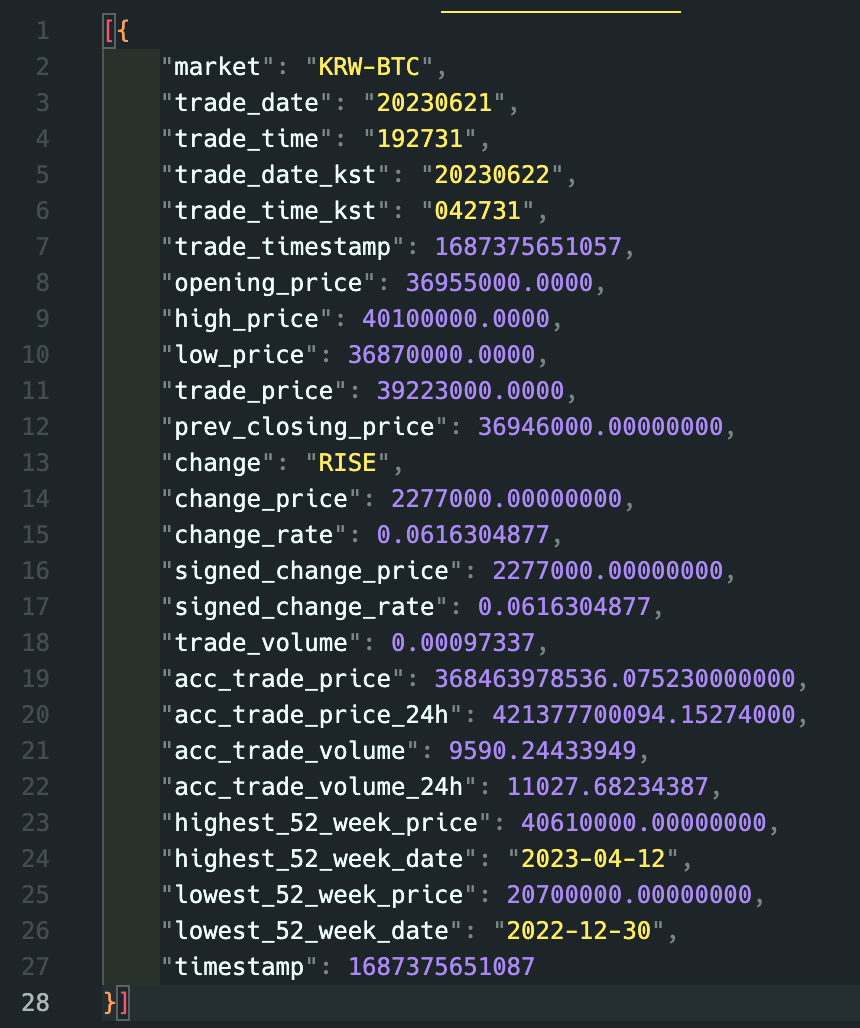 1 [{
2 "market": "KRW-BTC",
3 "trade_date": "20230621",
4 "trade_time": "192731",
5 "trade_date_kst": "20230622",
6 "trade_time_kst": "042731",
7 "trade_timestamp": 1687375651057,
8 "opening_price": 36955000.0000,
9 "high_price": 40100000.0000,
10 "low_price": 36870000.0000,
11 "trade_price": 39223000.0000,
12 "prev_closing_price": 36946000.00000000,
13 "change": "RISE",
14 "change_price": 2277000.00000000,
15 "change_rate": 0.0616304877,
16 "signed_change_price": 2277000.00000000,
17 "signed_change_rate": 0.0616304877,
18 "trade_volume": 0.00097337,
19 "acc_trade_price": 368463978536.075230000000,
20 "acc_trade_price_24h": 421377700094.15274000,
21 "acc_trade_volume": 9590.24433949,
22 "acc_trade_volume_24h": 11027.68234387,
23 "highest_52_week_price": 40610000.00000000,
24 "highest_52_week_date": "2023-04-12",
25 "lowest_52_week_price": 20700000.00000000,
26 "lowest_52_week_date": "2022-12-30",
27 "timestamp": 1687375651087
28 }]